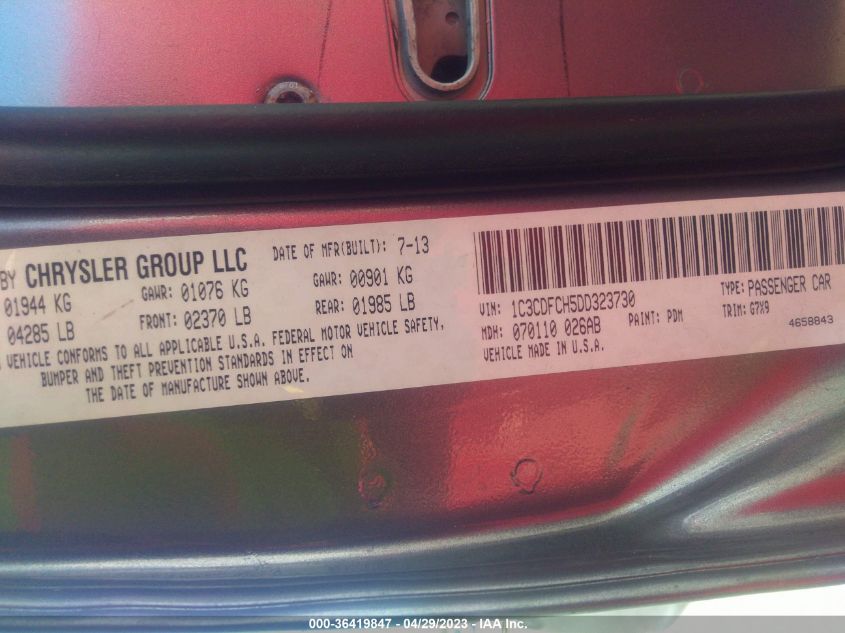 BY CHRYSLER GROUP LLC
DATE OF MFR(BUILT): 7-13
01944 KG
GAWR: 01076 KG
GAWR: 00901 KG
04285 LB
FRONT: 02370 LB
REAR: 01985 LB
VEHICLE CONFORMS TO ALL APPLICABLE U.S.A. FEDERAL MOTOR VEHICLE SAFETY,
BUMPER AND THEFT PREVENTION STANDARDS IN EFFECT ON
THE DATE OF MANUFACTURE SHOWN ABOVE.
VIN: 1C3CDFCH5DD323730
TYPE: PASSENGER CAR
MDH: 070110 026AB
PAINT: PDM
TRIM: G7X9
VEHICLE MADE IN U.S.A.
4658843
000-36419847 - 04/29/2023 - IAA Inc.